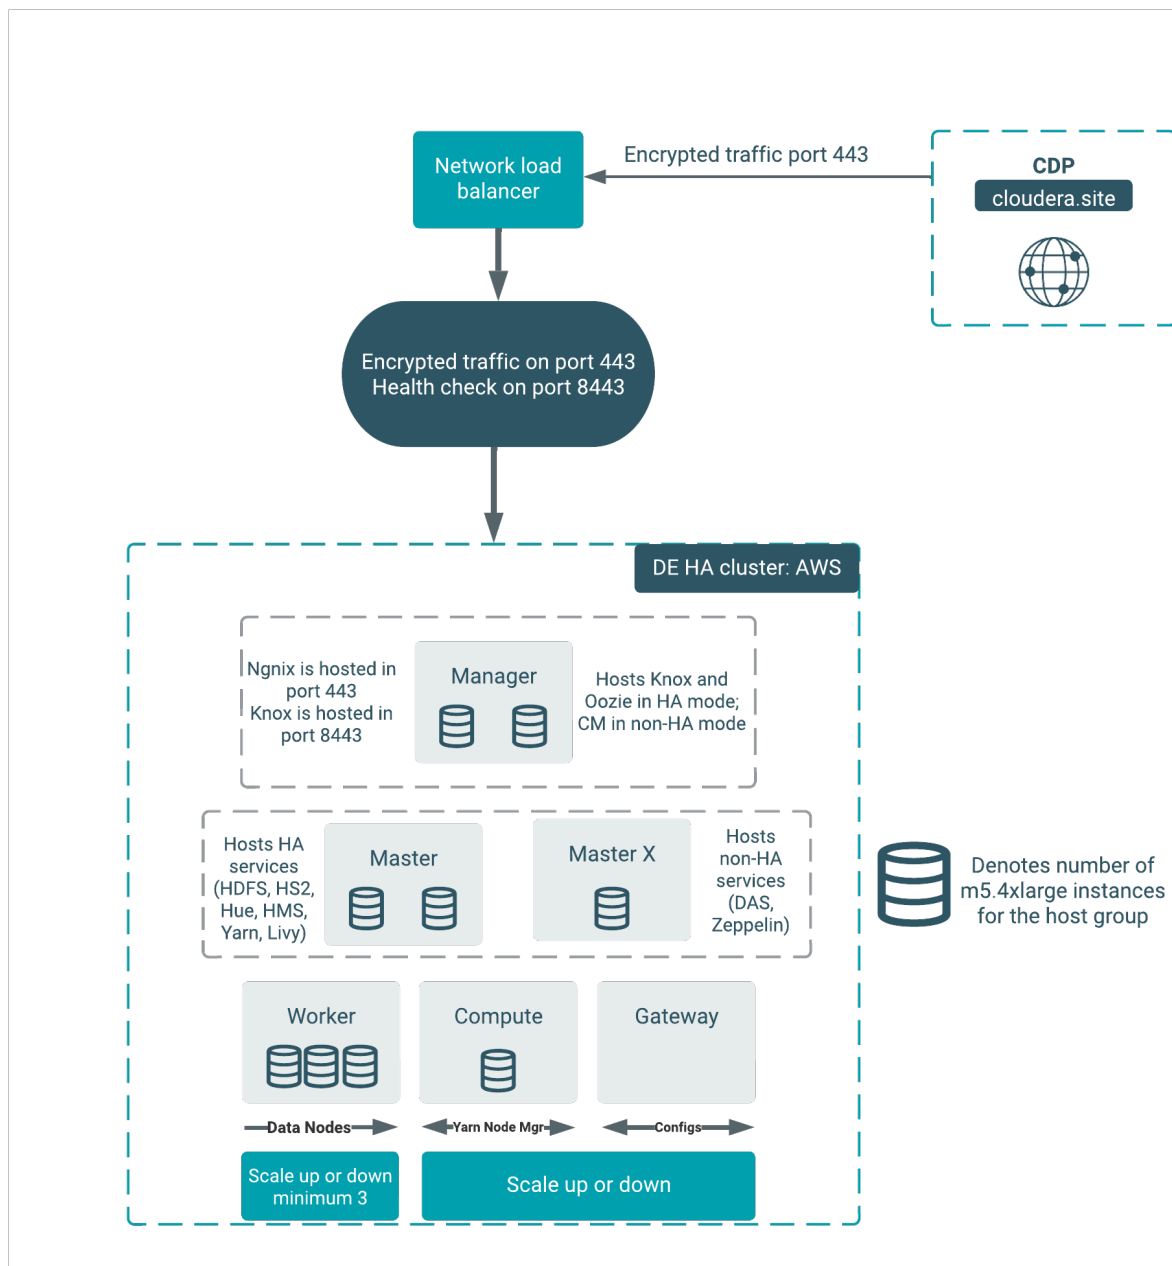 Network load
balancer
Encrypted traffic port 443
CDP
cloudera.site
Encrypted traffic on port 443
Health check on port 8443
DE HA cluster: AWS
Ngnix is hosted in
port 443
Knox is hosted in
port 8443
Manager
Hosts Knox and
Oozie in HA mode;
CM in non-HA mode
Hosts HA
services
(HDFS, HS2,
Hue, HMS,
Yarn, Livy)
Master
Master X
Hosts
non-HA
services
(DAS,
Zeppelin)
Denotes number of
m5.4xlarge instances
for the host group
Worker
Compute
Gateway
Data Nodes
Yarn Node Mgr
Configs
Scale up or down
minimum 3
Scale up or down